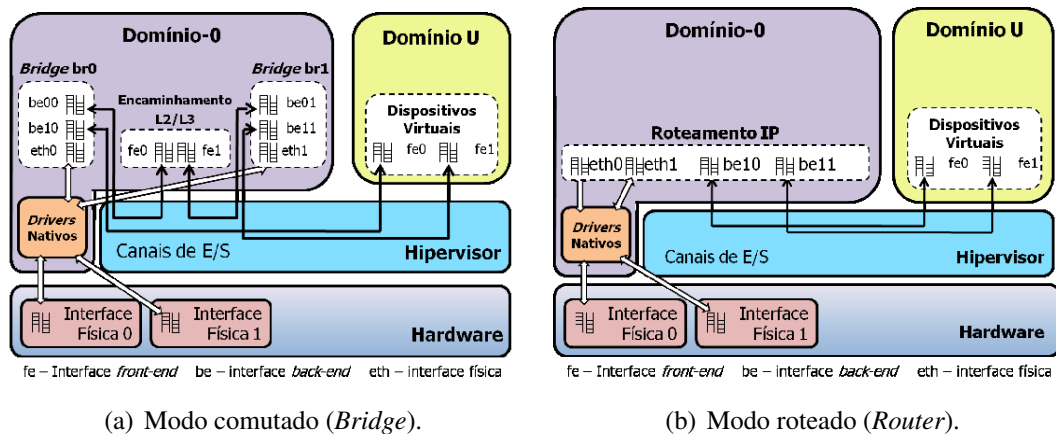 Domínio-0
Domínio U
Bridge br0
Bridge br1
be00
be10
eth0
Encaminhamento
L2/L3
fe0
fe1
be01
be11
eth1
Dispositivos
Virtuais
fe0
fe1
Drivers
Nativos
Canais de E/S
Hipervisor
Interface
Física 0
Interface
Física 1
Hardware
fe – Interface front-end be – interface back-end eth – interface física
(a) Modo comutado (Bridge).
Domínio-0
Domínio U
Roteamento IP
eth0
eth1
be10
be11
Dispositivos
Virtuais
fe0
fe1
Drivers
Nativos
Canais de E/S
Hipervisor
Interface
Física 0
Interface
Física 1
Hardware
fe – Interface front-end be – interface back-end eth – interface física
(b) Modo roteado (Router).